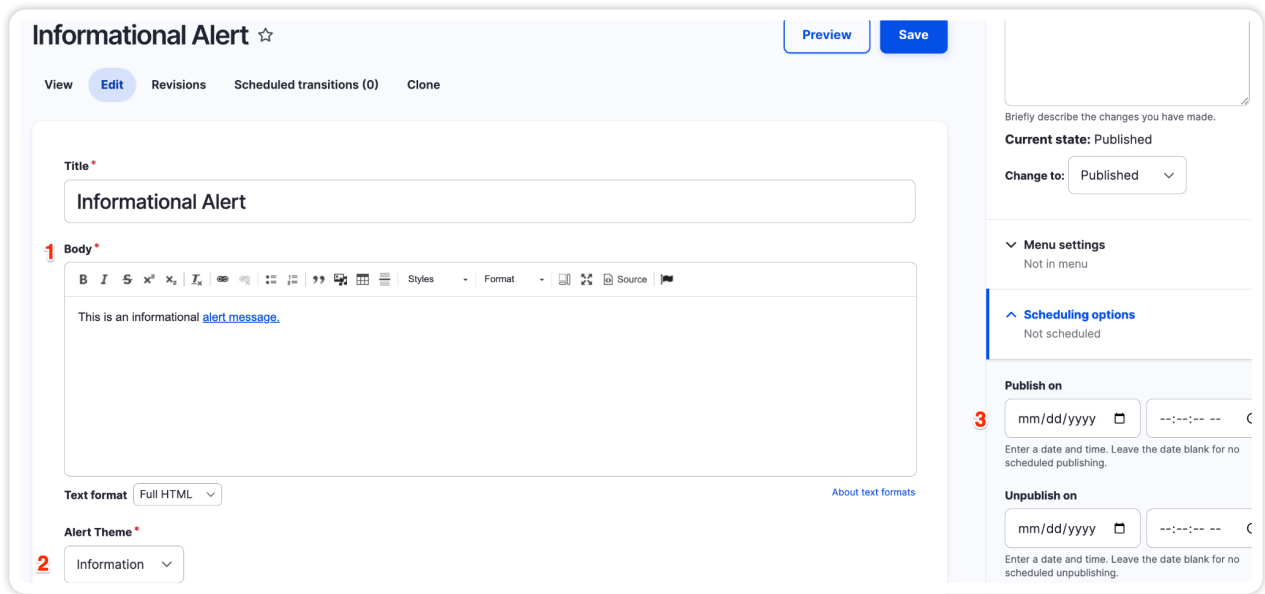 Informational Alert
Preview
Save
View Edit Revisions Scheduled transitions (0) Clone
Title *
Informational Alert
1 Body *
B I S x² x₂ Tx Styles Format Source
This is an informational alert message.
Text format Full HTML
About text formats
Alert Theme *
2 Information
Briefly describe the changes you have made.
Current state: Published
Change to: Published
Menu settings
Not in menu
Scheduling options
Not scheduled
Publish on
3 mm/dd/yyyy --:--:-- --
Enter a date and time. Leave the date blank for no
scheduled publishing.
Unpublish on
mm/dd/yyyy --:--:-- --
Enter a date and time. Leave the date blank for no
scheduled unpublishing.